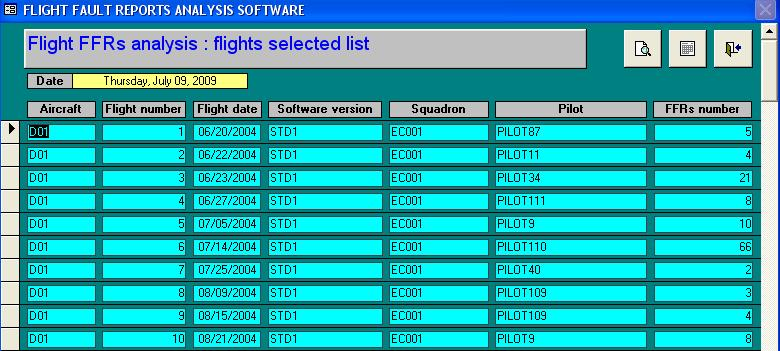 FLIGHT FAULT REPORTS ANALYSIS SOFTWARE
Flight FFRs analysis : flights selected list
Date Thursday, July 09, 2009
Aircraft Flight number Flight date Software version Squadron Pilot FFRs number
D01 1 06/20/2004 STD1 EC001 PILOT87 5
D01 2 06/22/2004 STD1 EC001 PILOT11 4
D01 3 06/23/2004 STD1 EC001 PILOT34 21
D01 4 06/27/2004 STD1 EC001 PILOT111 8
D01 5 07/05/2004 STD1 EC001 PILOT9 10
D01 6 07/14/2004 STD1 EC001 PILOT110 66
D01 7 07/25/2004 STD1 EC001 PILOT40 2
D01 8 08/09/2004 STD1 EC001 PILOT109 3
D01 9 08/15/2004 STD1 EC001 PILOT109 4
D01 10 08/21/2004 STD1 EC001 PILOT9 8